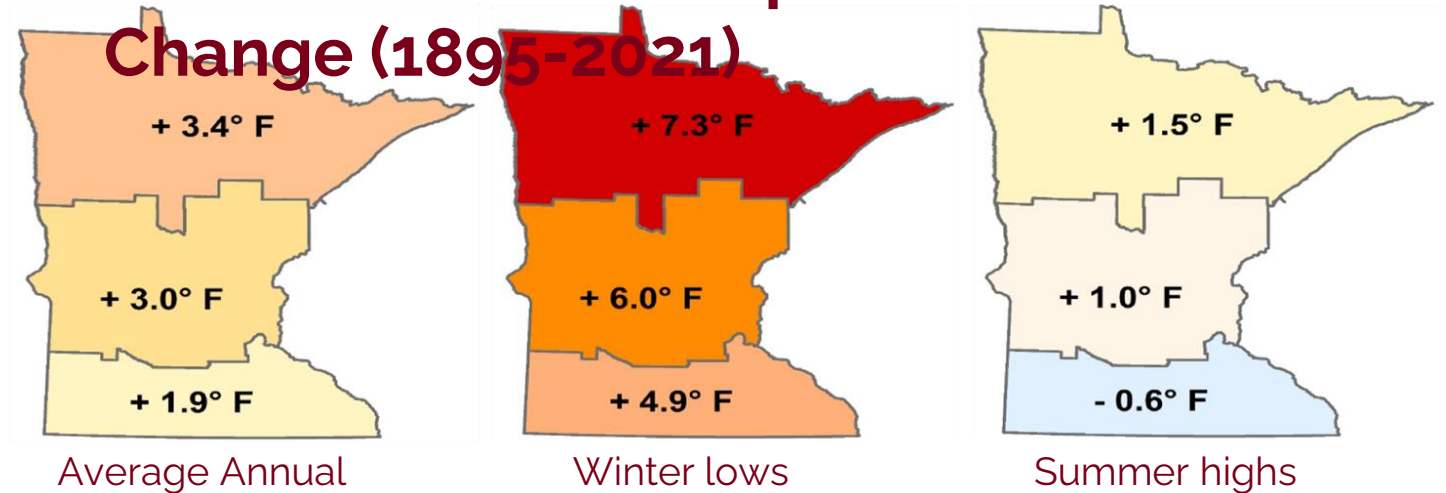 Change (1895-2021)
+ 3.4° F
+ 7.3° F
+ 1.5° F
+ 3.0° F
+ 6.0° F
+ 1.0° F
+ 1.9° F
+ 4.9° F
- 0.6° F
Average Annual
Winter lows
Summer highs